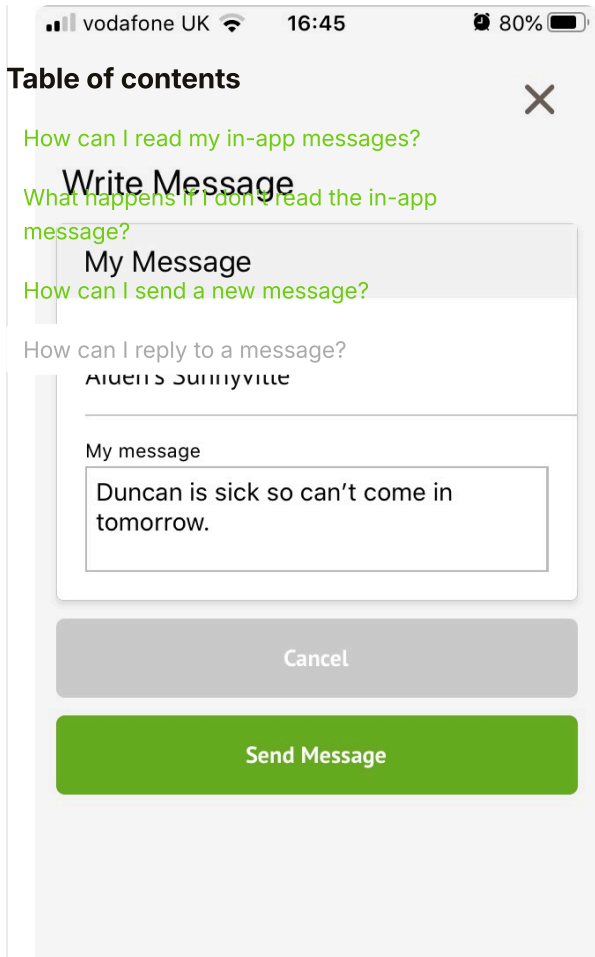 vodafone UK 16:45 80%
Table of contents
How can I read my in-app messages?
Write Message
What happens if I don't read the in-app
message?
My Message
How can I send a new message?
How can I reply to a message?
Aiden's Sunnyville
My message
Duncan is sick so can't come in
tomorrow.
Cancel
Send Message